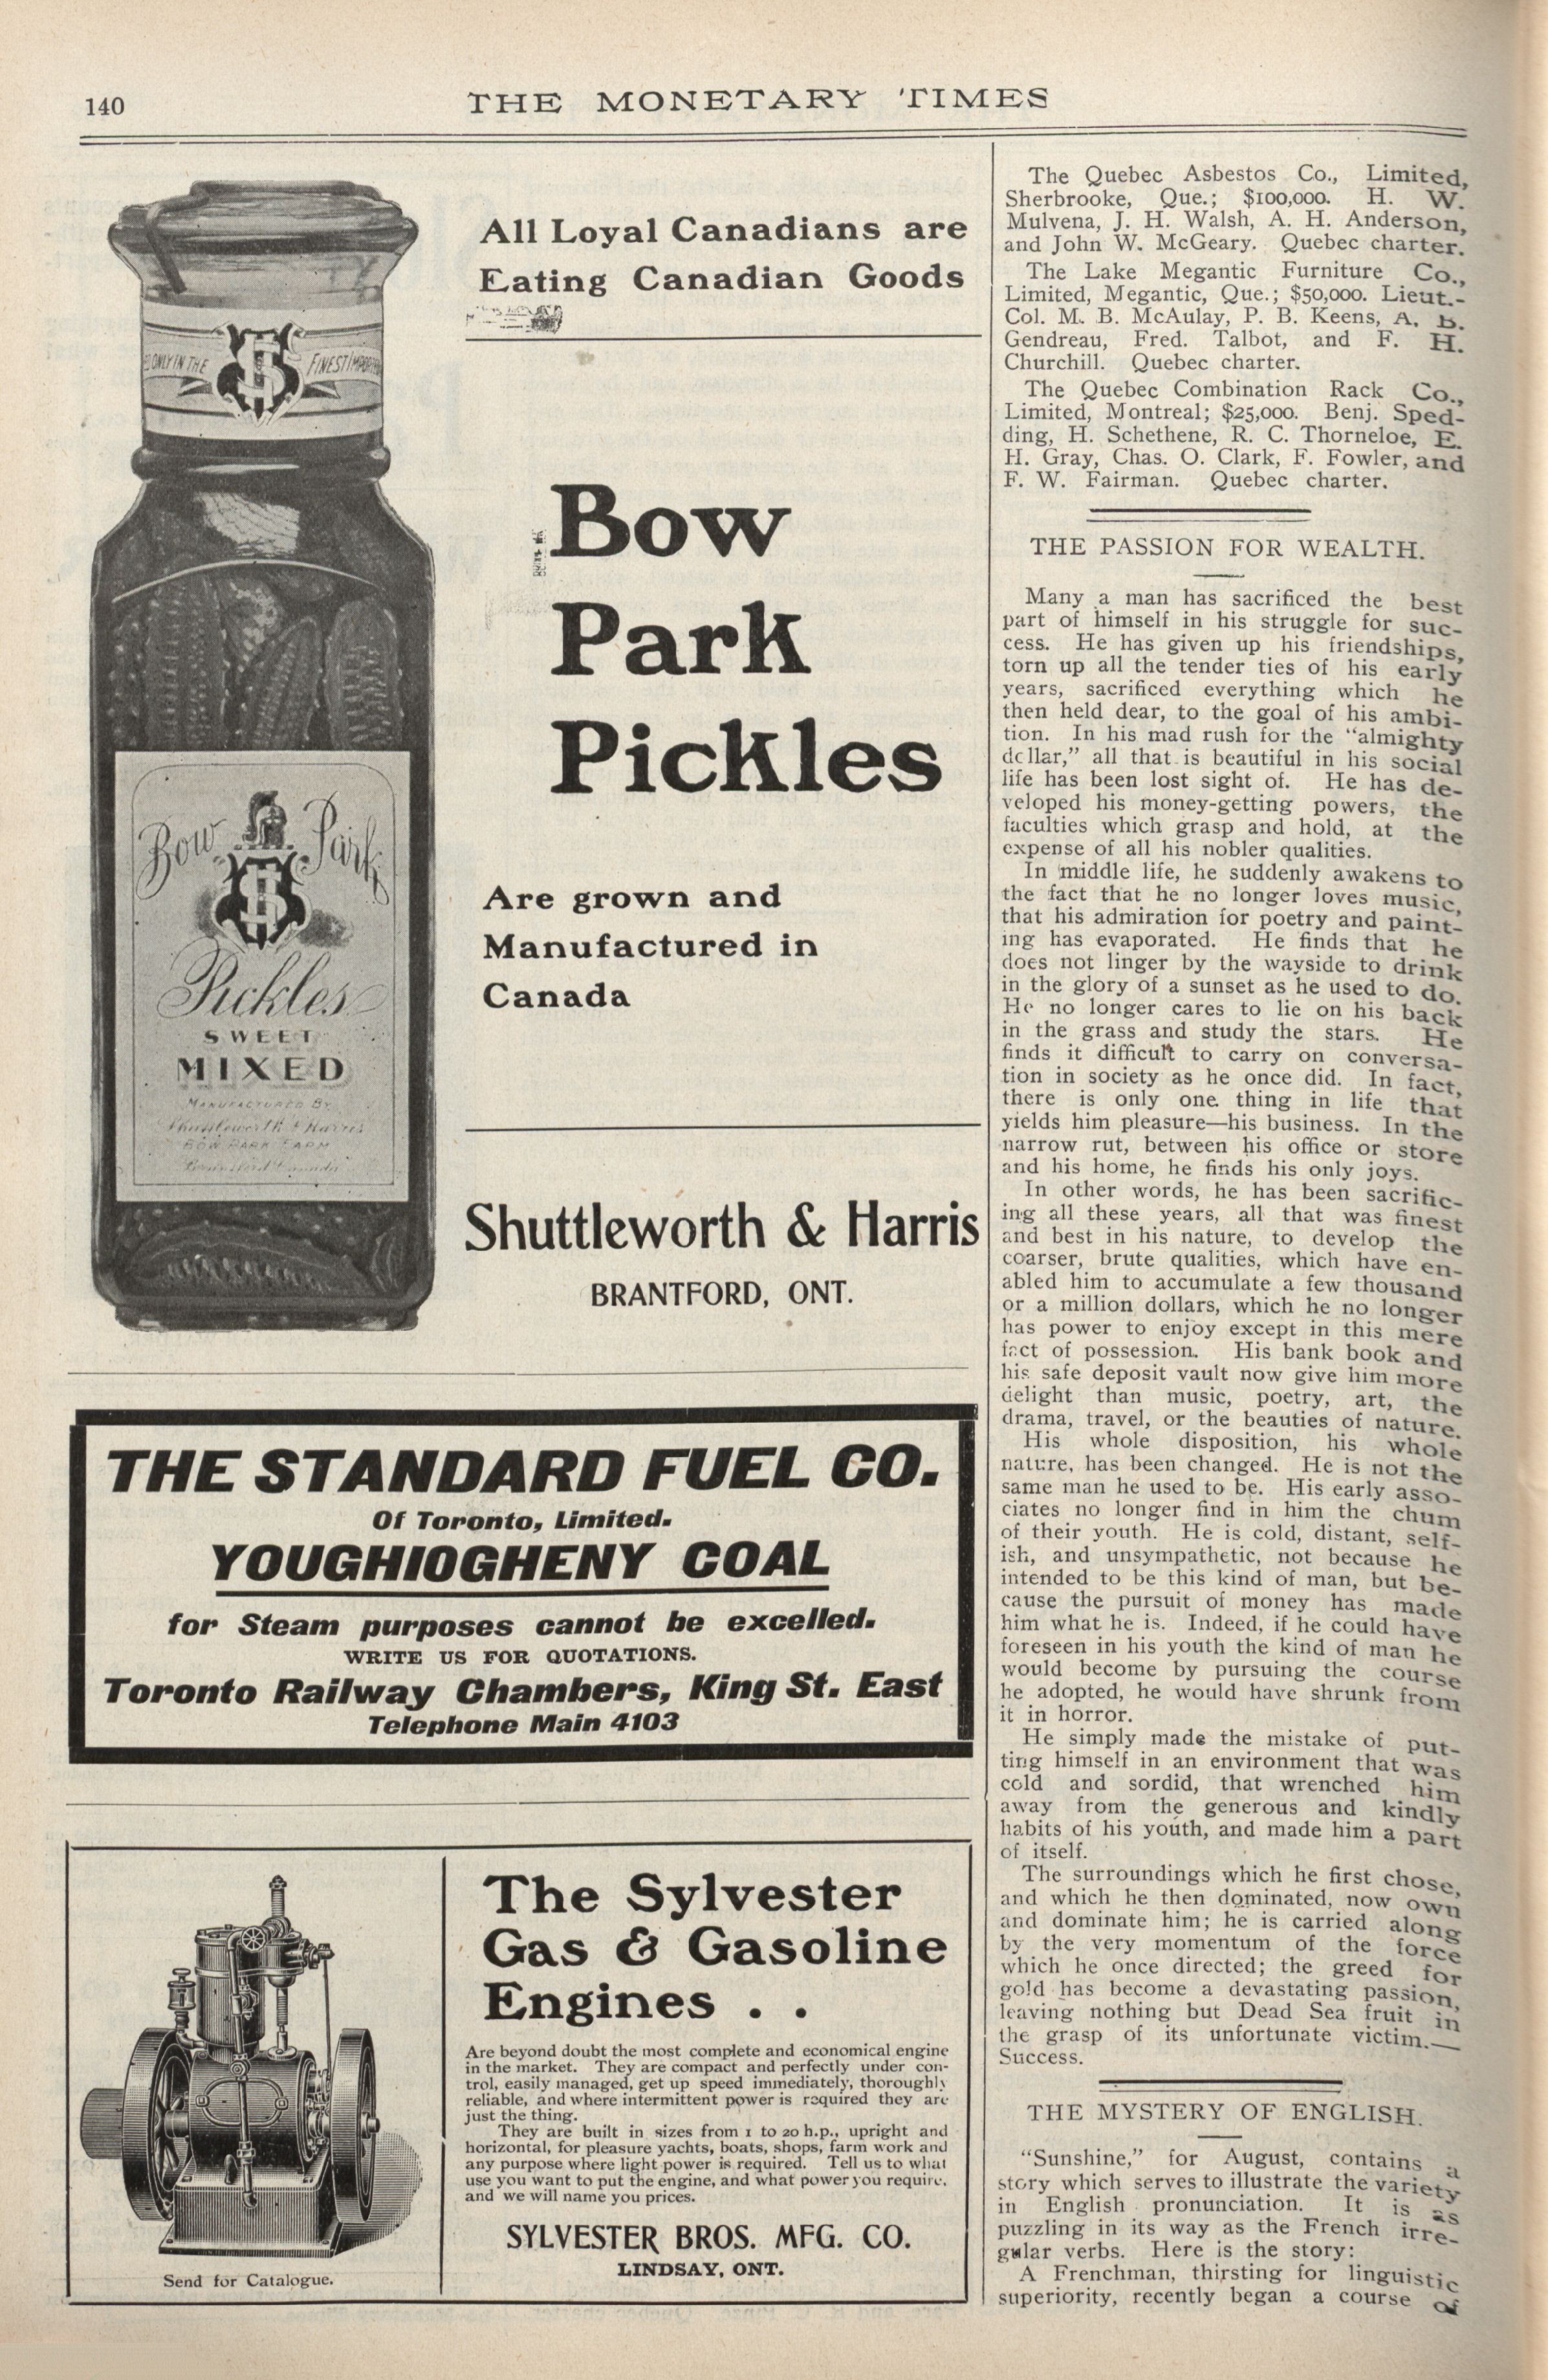 140
THE MONETARY TIMES
All Loyal Canadians are
Eating Canadian Goods
ONLY IN THE
FINEST IMPORTED
Bow
Park
Pickles
Bow Park
Pickles
SWEET
MIXED
MANUFACTURED BY
Shuttleworth & Harris
BOW PARK FARM
Brantford Canada
Are grown and
Manufactured in
Canada
Shuttleworth & Harris
BRANTFORD, ONT.
THE STANDARD FUEL CO.
Of Toronto, Limited.
YOUGHIOGHENY COAL
for Steam purposes cannot be excelled.
WRITE US FOR QUOTATIONS.
Toronto Railway Chambers, King St. East
Telephone Main 4103
Send for Catalogue.
The Sylvester
Gas & Gasoline
Engines . .
Are beyond doubt the most complete and economical engine
in the market. They are compact and perfectly under con-
trol, easily managed, get up speed immediately, thoroughly
reliable, and where intermittent power is required they are
just the thing.
They are built in sizes from 1 to 20 h.p., upright and
horizontal, for pleasure yachts, boats, shops, farm work and
any purpose where light power is required. Tell us to what
use you want to put the engine, and what power you require,
and we will name you prices.
SYLVESTER BROS. MFG. CO.
LINDSAY, ONT.
The Quebec Asbestos Co., Limited,
Sherbrooke, Que.; $100,000. H. W.
Mulvena, J. H. Walsh, A. H. Anderson,
and John W. McGeary. Quebec charter.
The Lake Megantic Furniture Co.,
Limited, Megantic, Que.; $50,000. Lieut.-
Col. M. B. McAulay, P. B. Keens, A. B.
Gendreau, Fred. Talbot, and F. H.
Churchill. Quebec charter.
The Quebec Combination Rack Co.,
Limited, Montreal; $25,000. Benj. Sped-
ding, H. Schethene, R. C. Thorneloe, E.
H. Gray, Chas. O. Clark, F. Fowler, and
F. W. Fairman. Quebec charter.
THE PASSION FOR WEALTH.
Many a man has sacrificed the best
part of himself in his struggle for suc-
cess. He has given up his friendships,
torn up all the tender ties of his early
years, sacrificed everything which he
then held dear, to the goal of his ambi-
tion. In his mad rush for the "almighty
dollar," all that is beautiful in his social
life has been lost sight of. He has de-
veloped his money-getting powers, the
faculties which grasp and hold, at the
expense of all his nobler qualities.
In middle life, he suddenly awakens to
the fact that he no longer loves music,
that his admiration for poetry and paint-
ing has evaporated. He finds that he
does not linger by the wayside to drink
in the glory of a sunset as he used to do.
He no longer cares to lie on his back
in the grass and study the stars. He
finds it difficult to carry on conversa-
tion in society as he once did. In fact,
there is only one thing in life that
yields him pleasure—his business. In the
narrow rut, between his office or store
and his home, he finds his only joys.
In other words, he has been sacrific-
ing all these years, all that was finest
and best in his nature, to develop the
coarser, brute qualities, which have en-
abled him to accumulate a few thousand
or a million dollars, which he no longer
has power to enjoy except in this mere
fact of possession. His bank book and
his safe deposit vault now give him more
delight than music, poetry, art, the
drama, travel, or the beauties of nature.
His whole disposition, his whole
nature, has been changed. He is not the
same man he used to be. His early asso-
ciates no longer find in him the chum
of their youth. He is cold, distant, self-
ish, and unsympathetic, not because he
intended to be this kind of man, but be-
cause the pursuit of money has made
him what he is. Indeed, if he could have
foreseen in his youth the kind of man he
would become by pursuing the course
he adopted, he would have shrunk from
it in horror.
He simply made the mistake of put-
ting himself in an environment that was
cold and sordid, that wrenched him
away from the generous and kindly
habits of his youth, and made him a part
of itself.
The surroundings which he first chose,
and which he then dominated, now own
and dominate him; he is carried along
by the very momentum of the force
which he once directed; the greed for
gold has become a devastating passion,
leaving nothing but Dead Sea fruit in
the grasp of its unfortunate victim.—
Success.
THE MYSTERY OF ENGLISH.
"Sunshine," for August, contains a
story which serves to illustrate the variety
in English pronunciation. It is as
puzzling in its way as the French irre-
gular verbs. Here is the story:
A Frenchman, thirsting for linguistic
superiority, recently began a course of